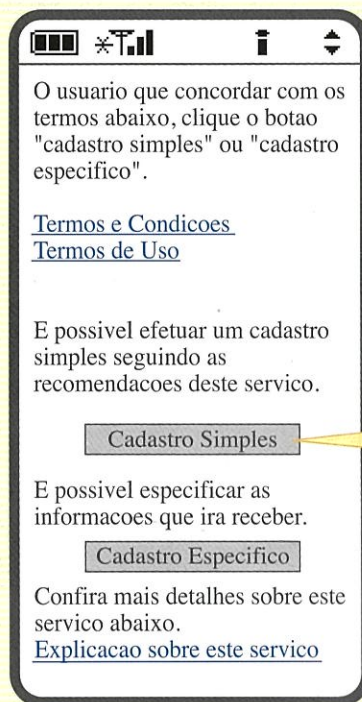 O usuario que concordar com os
termos abaixo, clique o botao
"cadastro simples" ou "cadastro
especifico".
Termos e Condicoes
Termos de Uso
E possivel efetuar um cadastro
simples seguindo as
recomendacoes deste servico.
Cadastro Simples
E possivel especificar as
informacoes que ira receber.
Cadastro Especifico
Confira mais detalhes sobre este
servico abaixo.
Explicacao sobre este servico